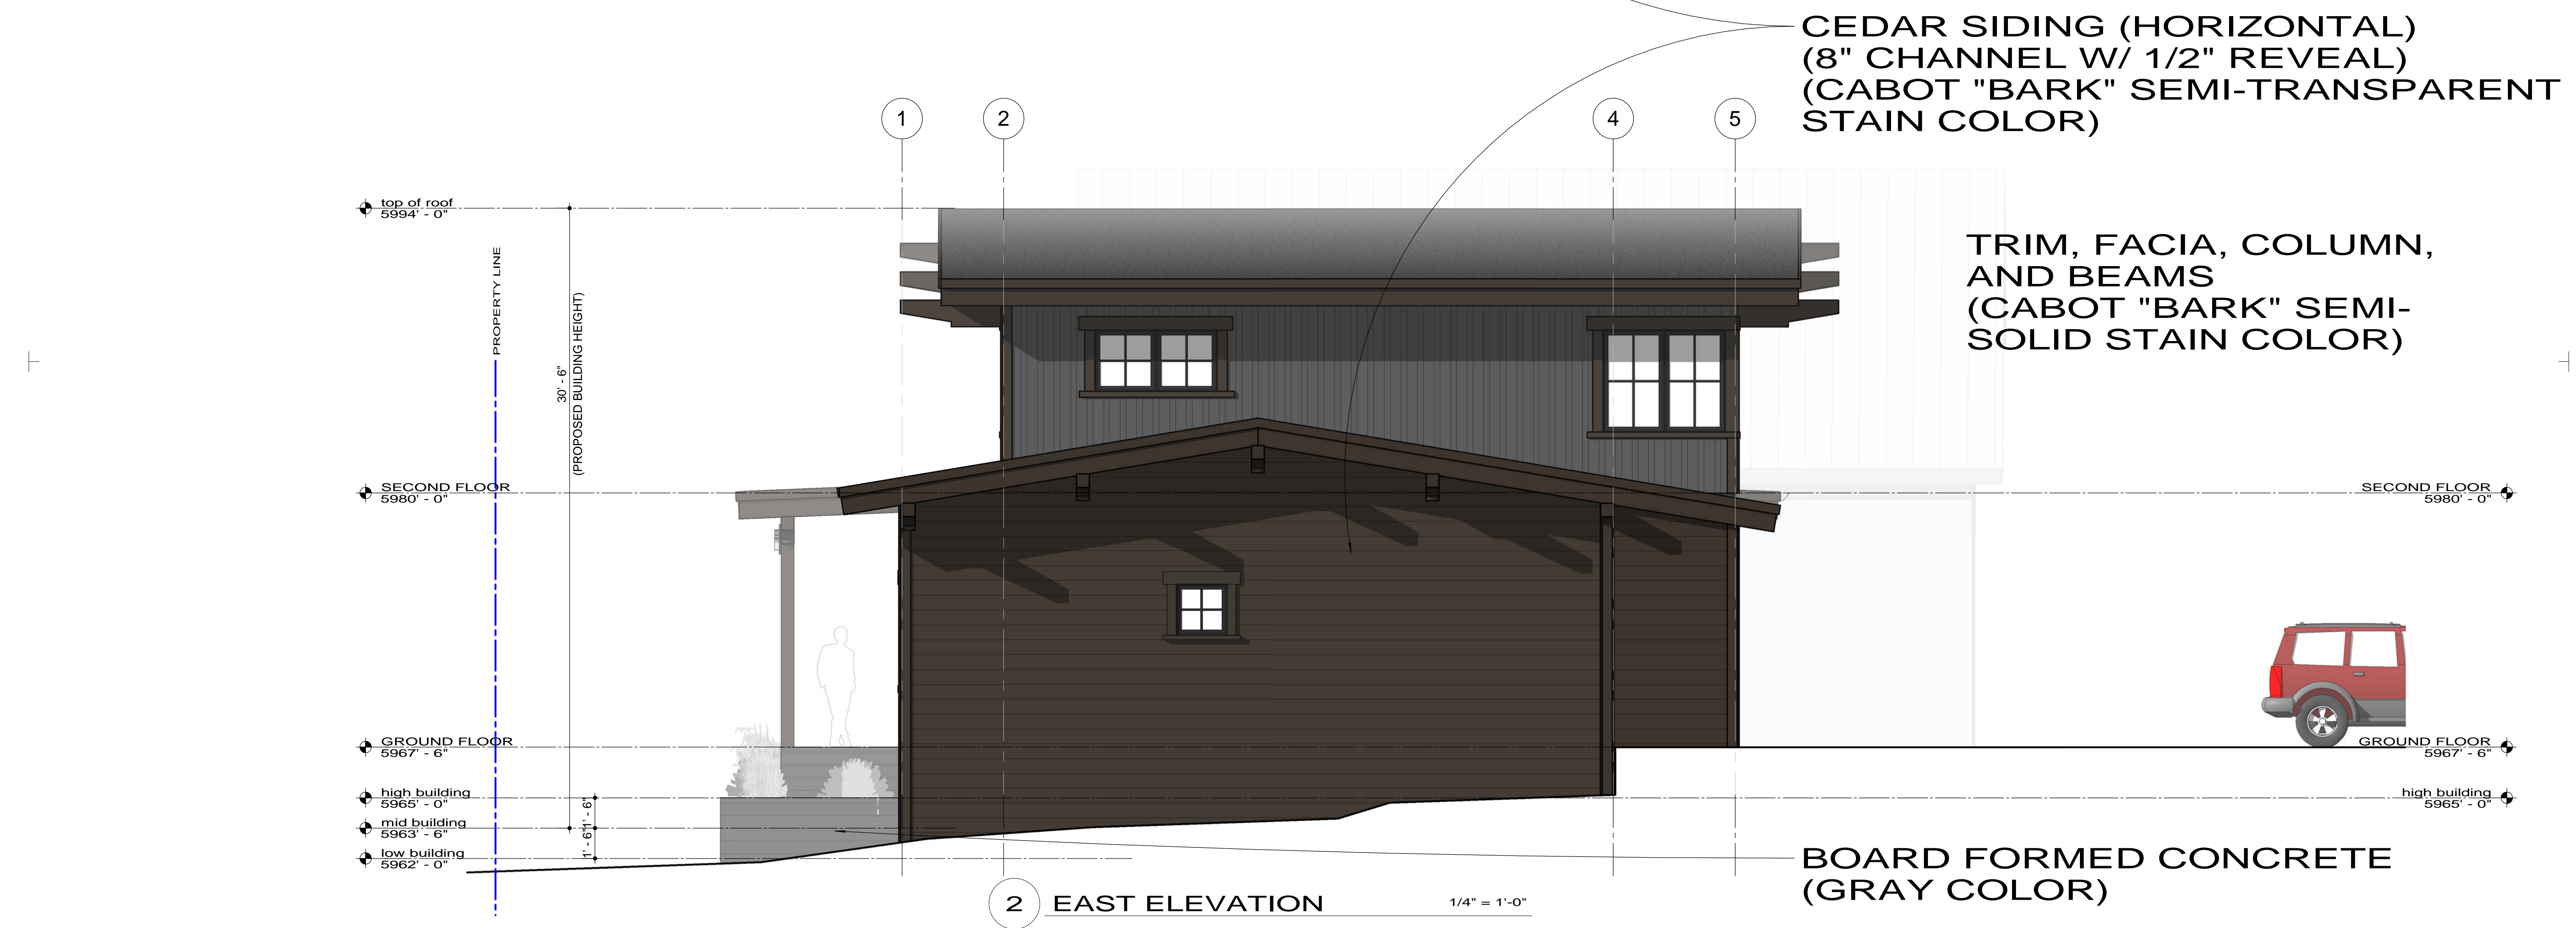 CEDAR SIDING (HORIZONTAL)
(8" CHANNEL W/ 1/2" REVEAL)
(CABOT "BARK" SEMI-TRANSPARENT
STAIN COLOR)
1
2
4
5
top of roof
5994' - 0"
TRIM, FACIA, COLUMN,
AND BEAMS
(CABOT "BARK" SEMI-
SOLID STAIN COLOR)
PROPERTY LINE
30' - 6"
(PROPOSED BUILDING HEIGHT)
SECOND FLOOR
5980' - 0"
SECOND FLOOR
5980' - 0"
GROUND FLOOR
5967' - 6"
GROUND FLOOR
5967' - 6"
high building
5965' - 0"
high building
5965' - 0"
1' - 6"
mid building
5963' - 6"
1' - 6"
low building
5962' - 0"
BOARD FORMED CONCRETE
(GRAY COLOR)
2 EAST ELEVATION 1/4" = 1'-0"